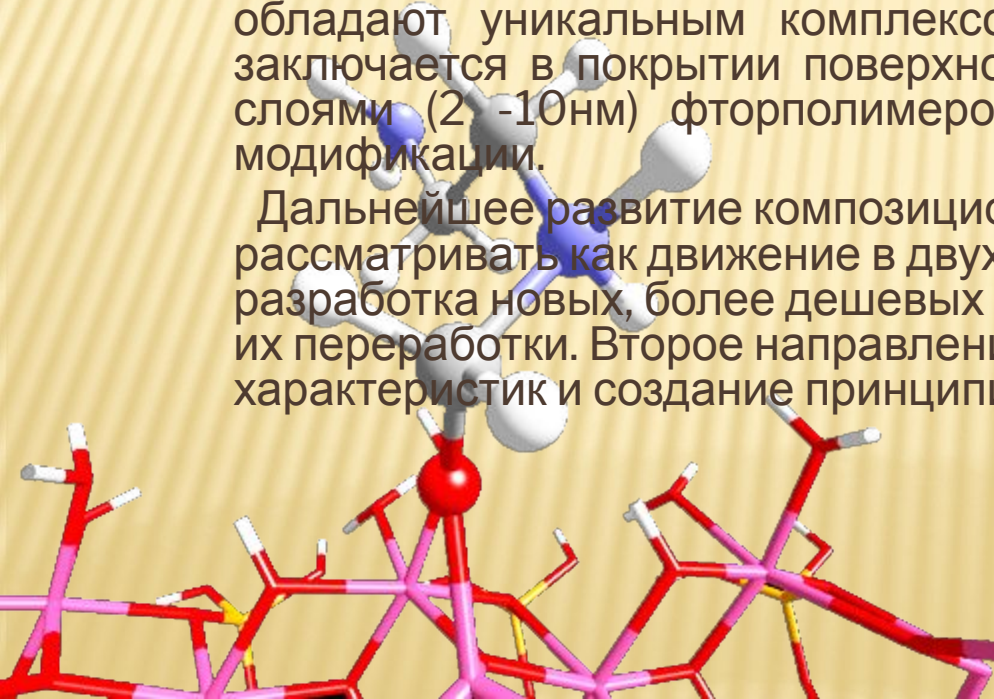 обладают уникальным комплексо
заключается в покрытии поверхно
слоями (2 -10нм) фторполимеро
модификации.
Дальнейшее развитие композицио
рассматривать как движение в двух
разработка новых, более дешевых
их переработки. Второе направлени
характеристик и создание принципи